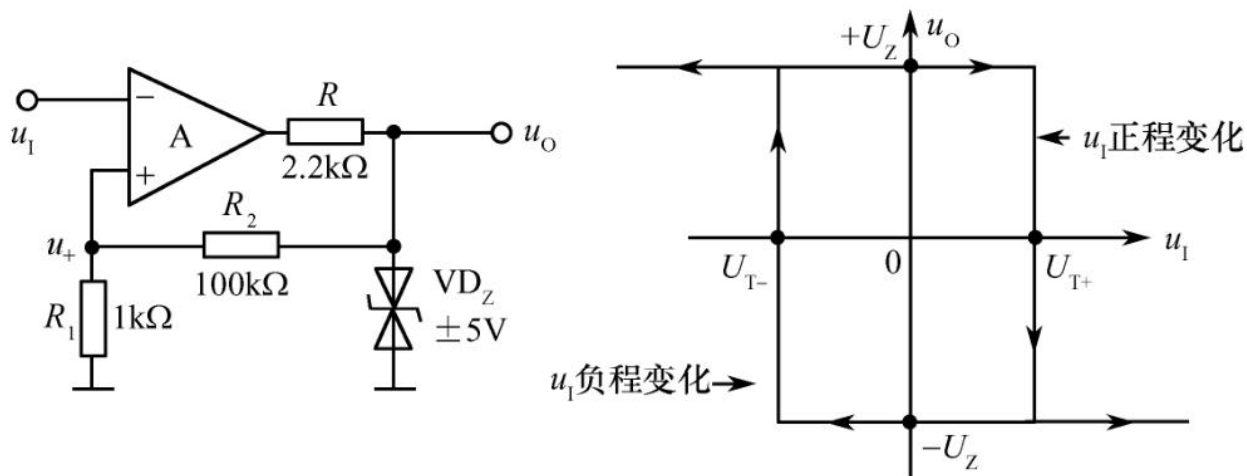 u_I
−
+
A
R
2.2kΩ
u_O
u_+
R_2
100kΩ
R_1
1kΩ
VD_Z
±5V
+U_Z
u_O
u_I正程变化
U_T−
0
U_T+
u_I
u_I负程变化
−U_Z